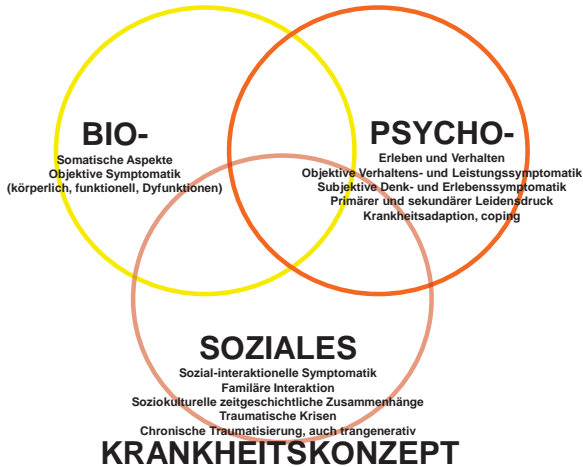 BIO-
Somatische Aspekte
Objektive Symptomatik
(körperlich, funktionell, Dyfunktionen)
PSYCHO-
Erleben und Verhalten
Objektive Verhaltens- und Leistungssymptomatik
Subjektive Denk- und Erlebenssymptomatik
Primärer und sekundärer Leidensdruck
Krankheitsadaption, coping
SOZIALES
Sozial-interaktionelle Symptomatik
Familäre Interaktion
Soziokulturelle zeitgeschichtliche Zusammenhänge
Traumatische Krisen
Chronische Traumatisierung, auch trangenerativ
KRANKHEITSKONZEPT